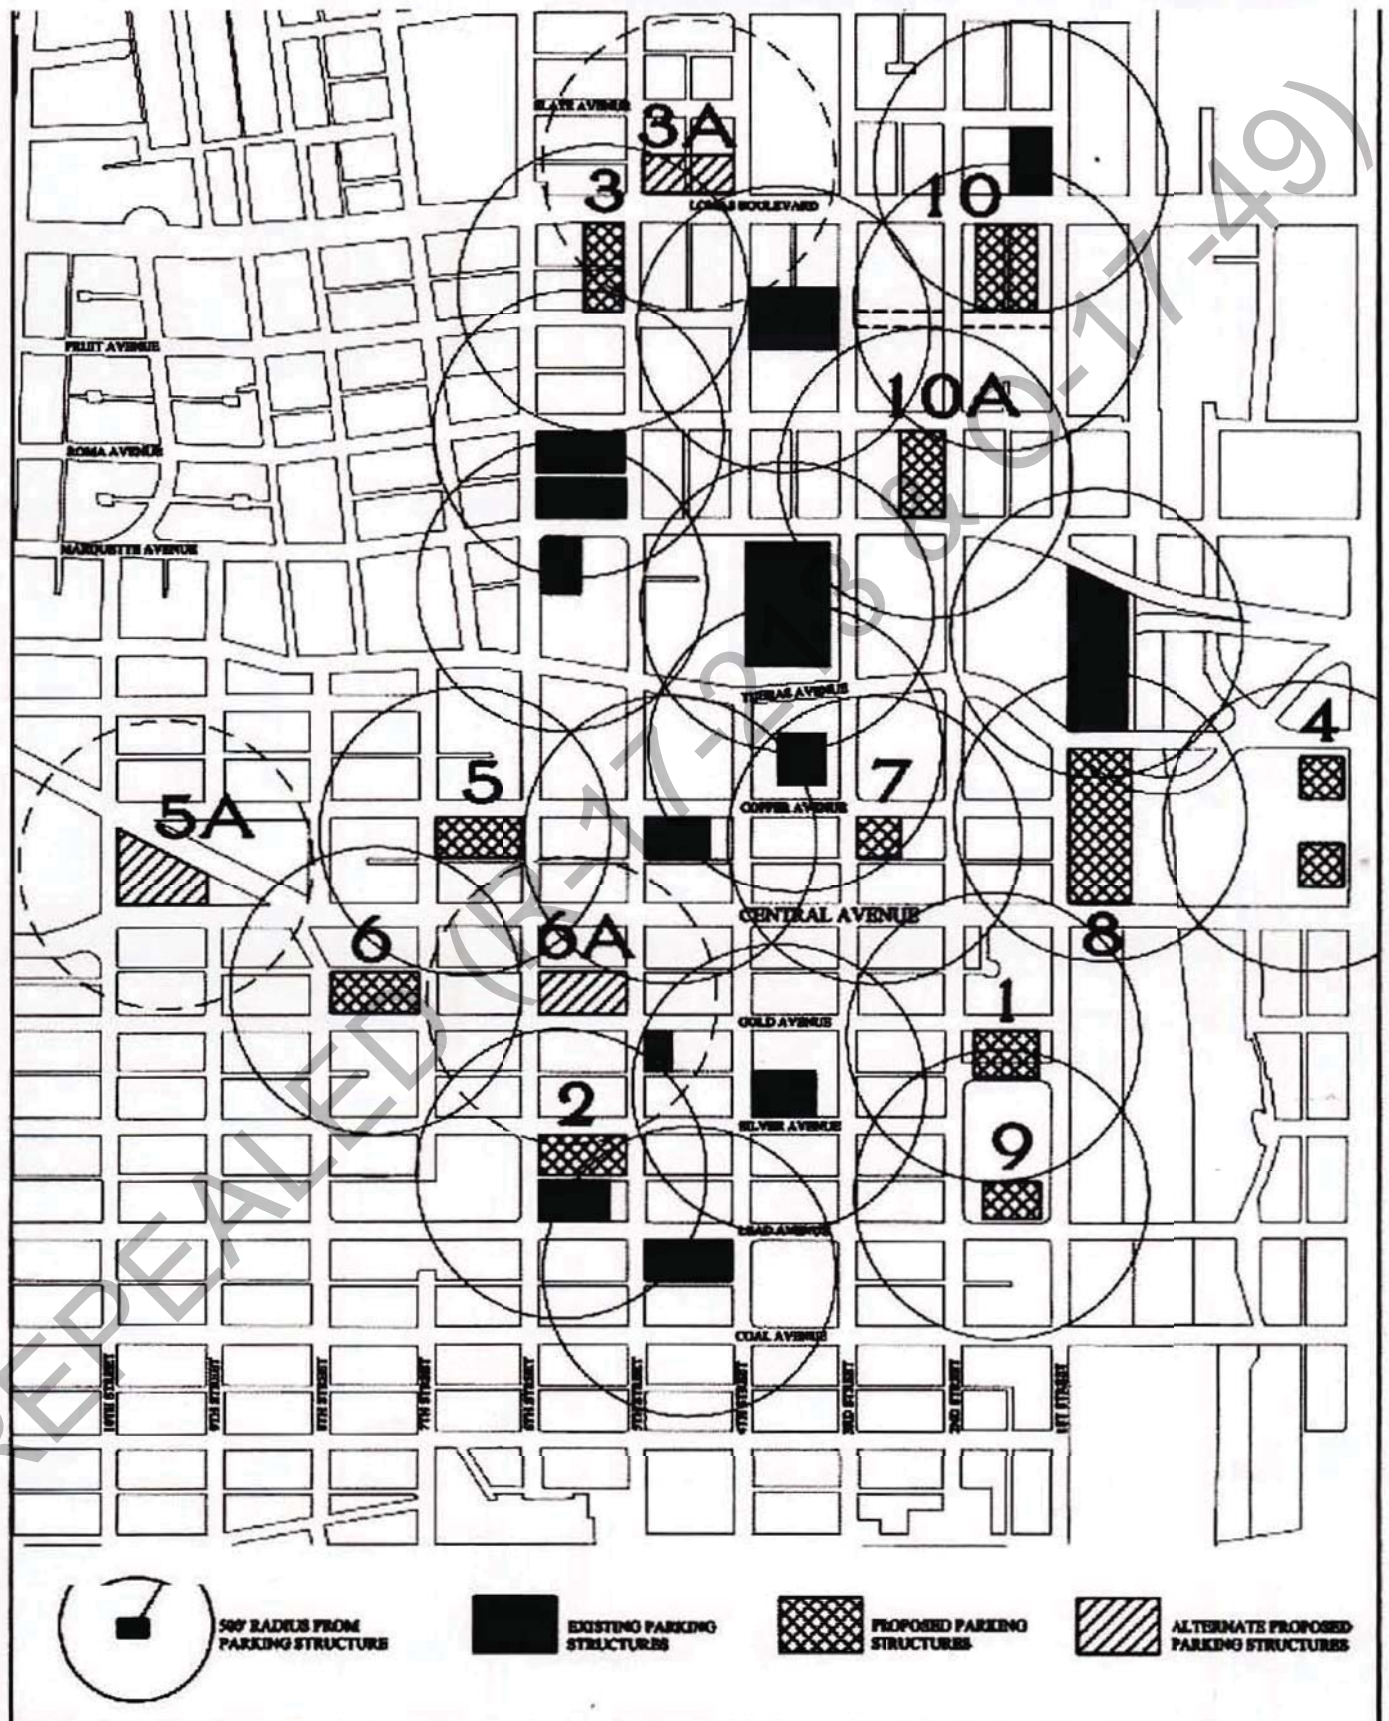 SLATE AVENUE
3A
3
LOMAS BOULEVARD
10
FRUIT AVENUE
10A
ROMA AVENUE
MARQUETTE AVENUE
TIJERAS AVENUE
4
5
7
5A
COPPER AVENUE
CENTRAL AVENUE
6
6A
8
1
GOLD AVENUE
2
SILVER AVENUE
9
LEAD AVENUE
COAL AVENUE
10TH STREET
9TH STREET
8TH STREET
7TH STREET
6TH STREET
5TH STREET
4TH STREET
3RD STREET
2ND STREET
1ST STREET
REPEALED (R-17-213 & O-17-49)
500' RADIUS FROM
PARKING STRUCTURE
EXISTING PARKING
STRUCTURES
PROPOSED PARKING
STRUCTURES
ALTERNATE PROPOSED
PARKING STRUCTURES